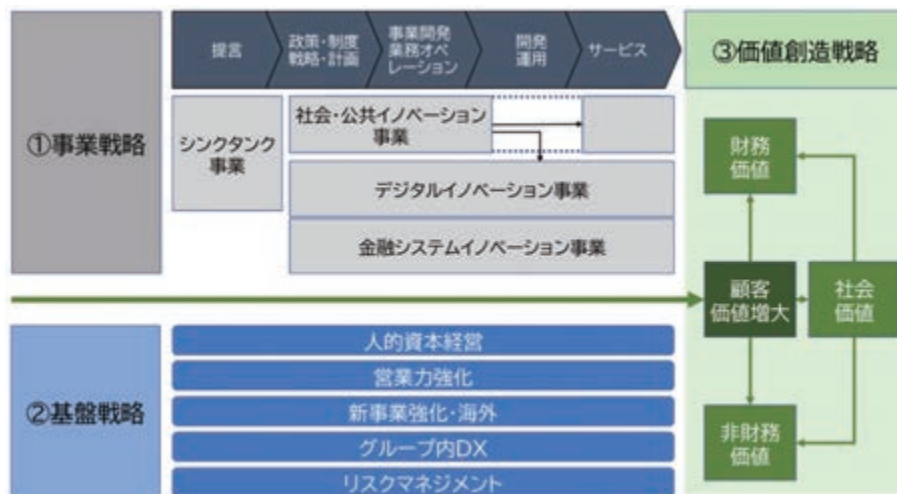 提言
政策・制度
戦略・計画
事業開発
業務オペ
レーション
開発
運用
サービス
③価値創造戦略
①事業戦略
シンクタンク
事業
社会・公共イノベーション
事業
デジタルイノベーション事業
金融システムイノベーション事業
財務
価値
顧客
価値増大
社会
価値
非財務
価値
②基盤戦略
人的資本経営
営業力強化
新事業強化・海外
グループ内DX
リスクマネジメント